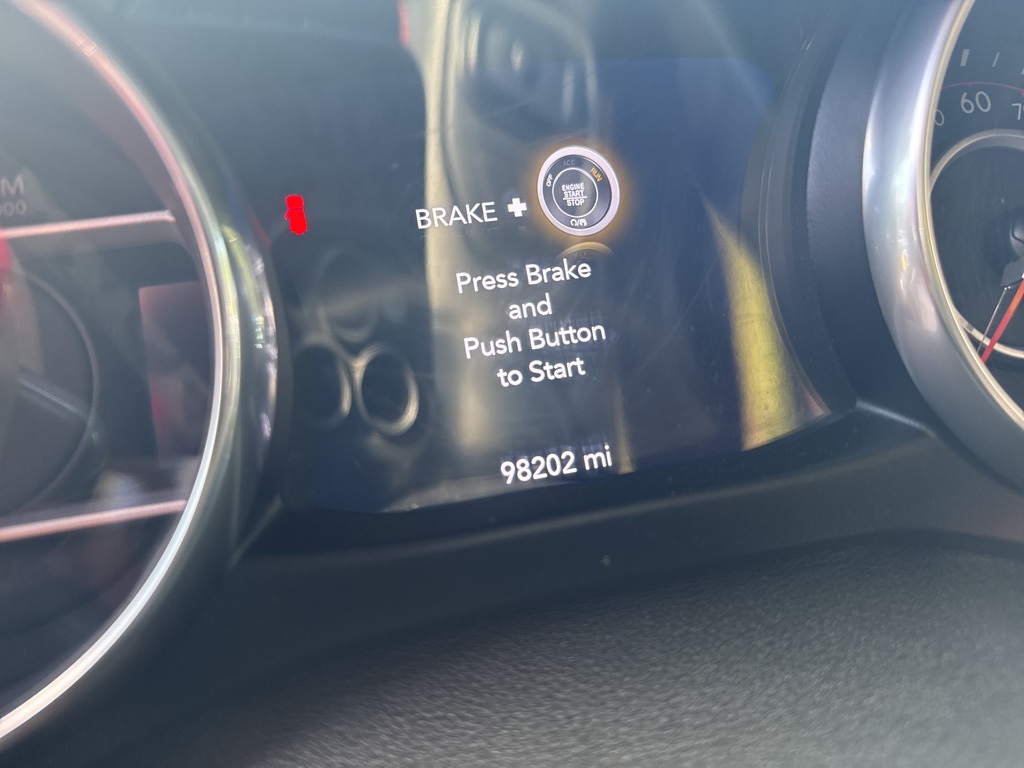 OFF
ACC
RUN
ENGINE
START
STOP
BRAKE +
Press Brake
and
Push Button
to Start
98202 mi
60